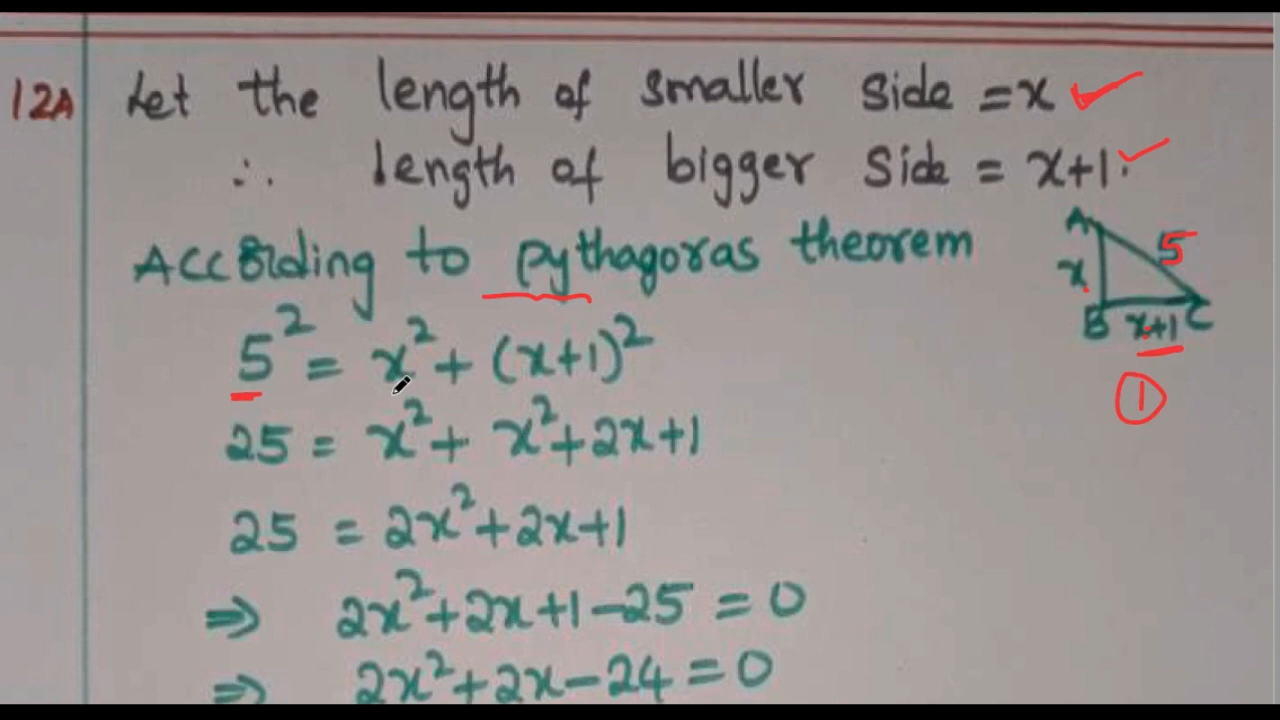 12A Let the length of smaller side = x
∴ length of bigger side = x+1.
According to pythagoras theorem
A
5
x
B x+1 C
1
5² = x² + (x+1)²
25 = x² + x² + 2x + 1
25 = 2x² + 2x + 1
⇒ 2x² + 2x + 1 - 25 = 0
⇒ 2x² + 2x - 24 = 0